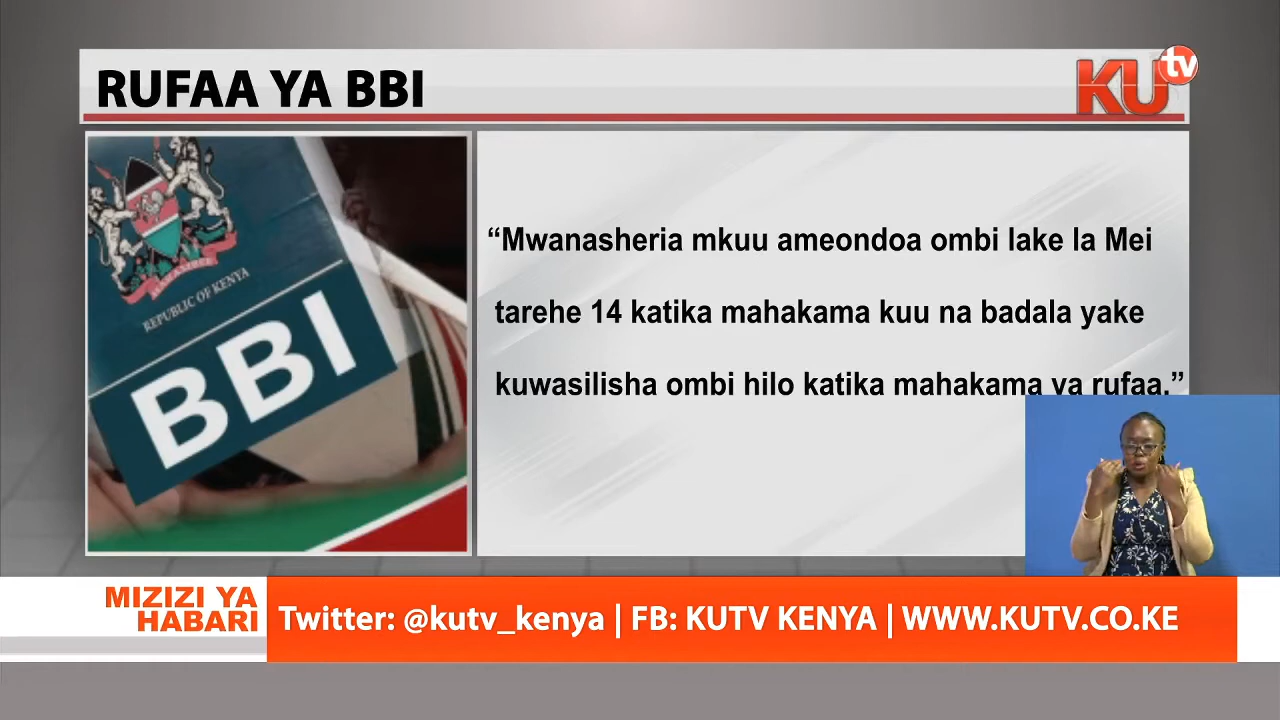 RUFAA YA BBI
KU tv
REPUBLIC OF KENYA
BBI
“Mwanasheria mkuu ameondoa ombi lake la Mei
tarehe 14 katika mahakama kuu na badala yake
kuwasilisha ombi hilo katika mahakama ya rufaa.”
MIZIZI YA
HABARI
Twitter: @kutv_kenya | FB: KUTV KENYA | WWW.KUTV.CO.KE